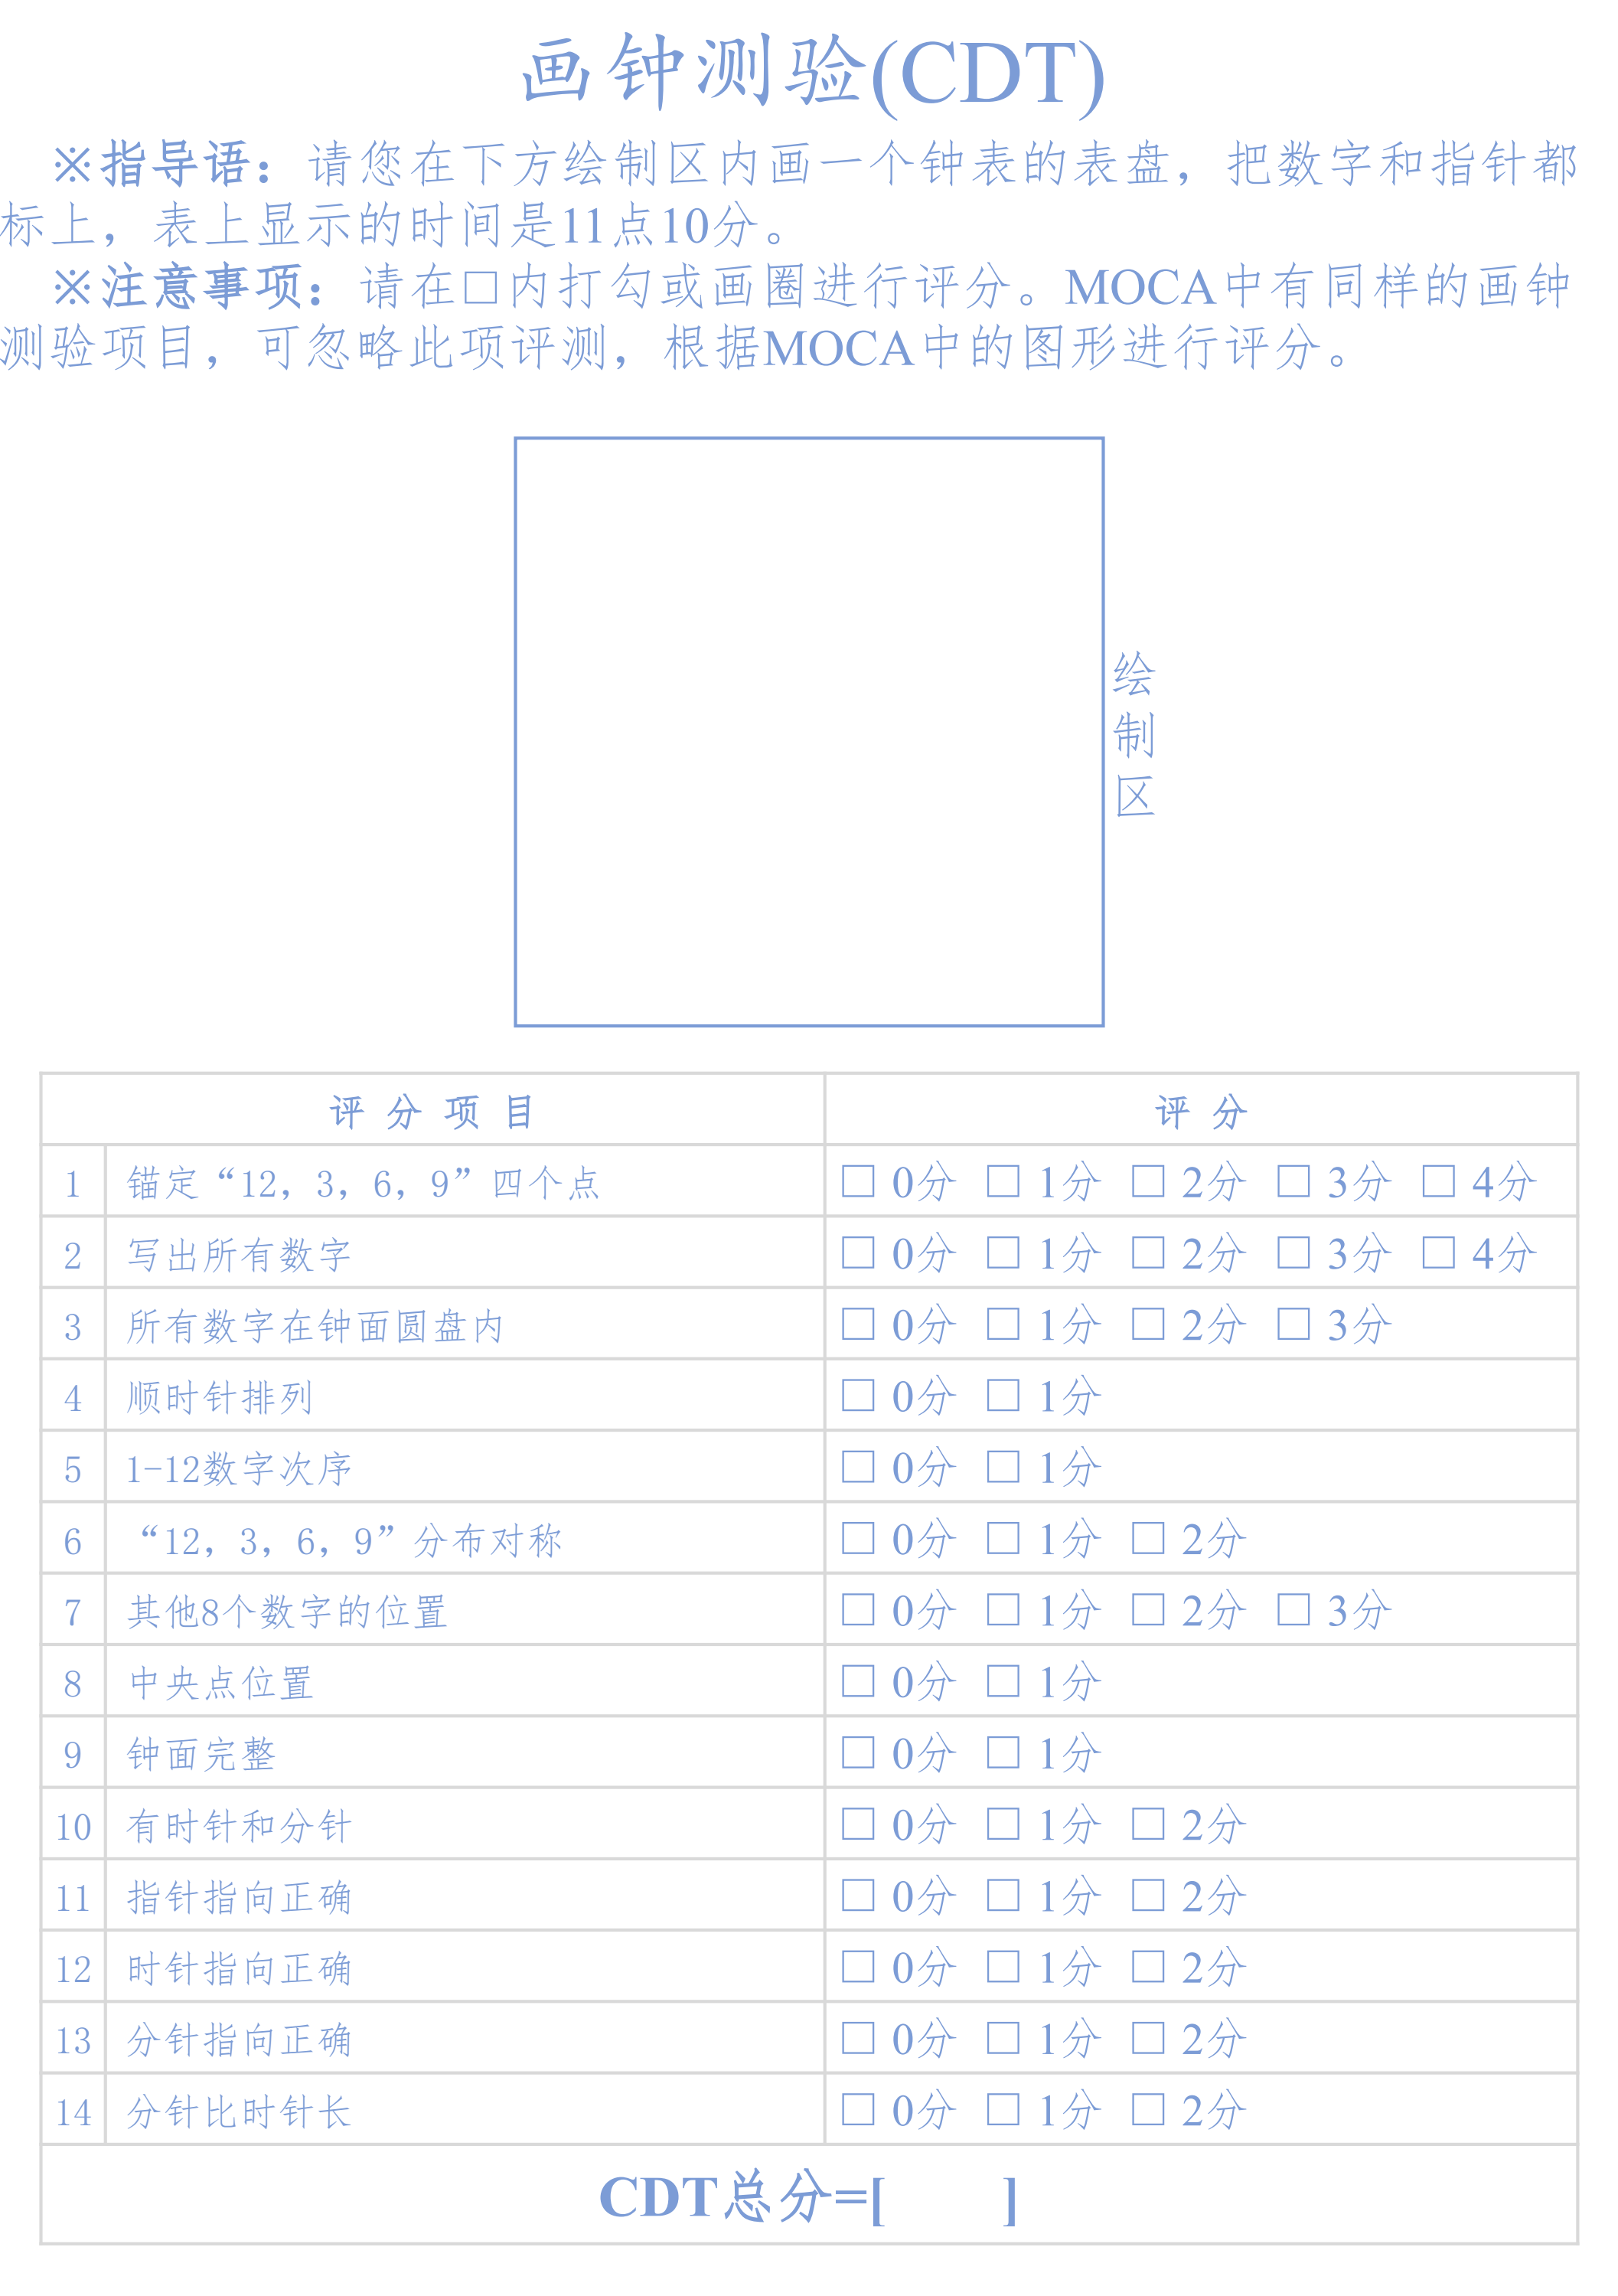 画钟测验(CDT)
※指导语：请您在下方绘制区内画一个钟表的表盘，把数字和指针都
标上，表上显示的时间是11点10分。
※注意事项：请在□内打勾或画圈进行评分。MOCA中有同样的画钟
测验项目，可忽略此项评测，根据MOCA中的图形进行评分。
绘
制
区
评 分 项 目 评 分
1 锚定“12，3，6，9”四个点 □ 0分 □ 1分 □ 2分 □ 3分 □ 4分
2 写出所有数字 □ 0分 □ 1分 □ 2分 □ 3分 □ 4分
3 所有数字在钟面圆盘内 □ 0分 □ 1分 □ 2分 □ 3分
4 顺时针排列 □ 0分 □ 1分
5 1-12数字次序 □ 0分 □ 1分
6 “12，3，6，9”分布对称 □ 0分 □ 1分 □ 2分
7 其他8个数字的位置 □ 0分 □ 1分 □ 2分 □ 3分
8 中央点位置 □ 0分 □ 1分
9 钟面完整 □ 0分 □ 1分
10 有时针和分针 □ 0分 □ 1分 □ 2分
11 指针指向正确 □ 0分 □ 1分 □ 2分
12 时针指向正确 □ 0分 □ 1分 □ 2分
13 分针指向正确 □ 0分 □ 1分 □ 2分
14 分针比时针长 □ 0分 □ 1分 □ 2分
CDT总分=[ ]